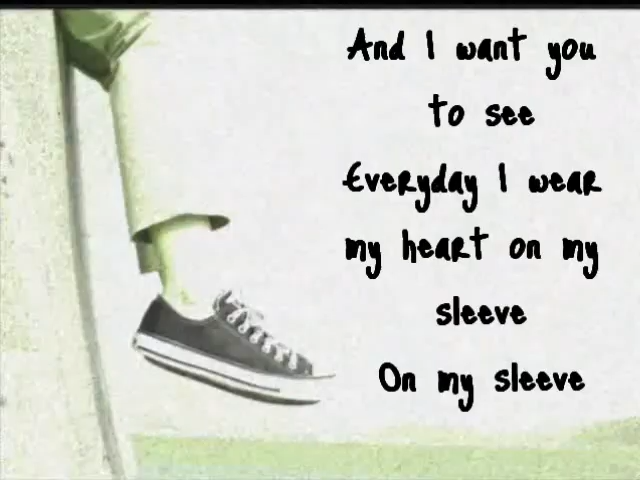 And I want you
to see
Everyday I wear
my heart on my
sleeve
On my sleeve